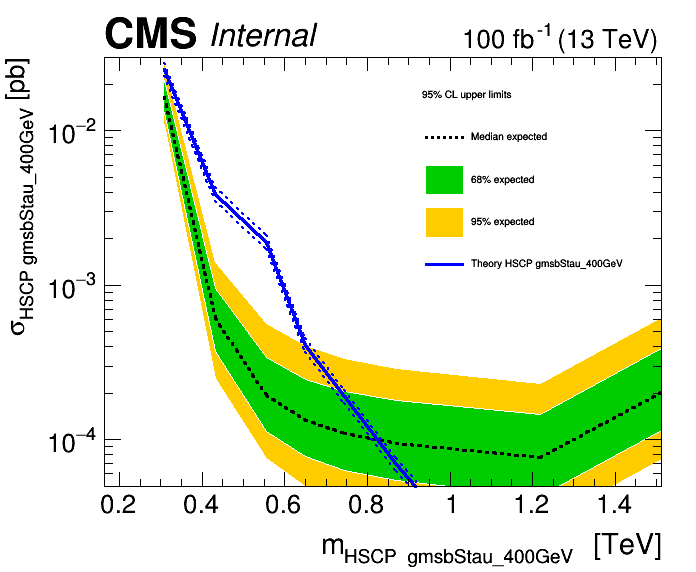 CMS Internal 100 fb⁻¹ (13 TeV)
σHSCP gmsbStau_400GeV [pb]
95% CL upper limits
Median expected
68% expected
95% expected
Theory HSCP gmsbStau_400GeV
10⁻²
10⁻³
10⁻⁴
0.2 0.4 0.6 0.8 1 1.2 1.4
mHSCP gmsbStau_400GeV [TeV]